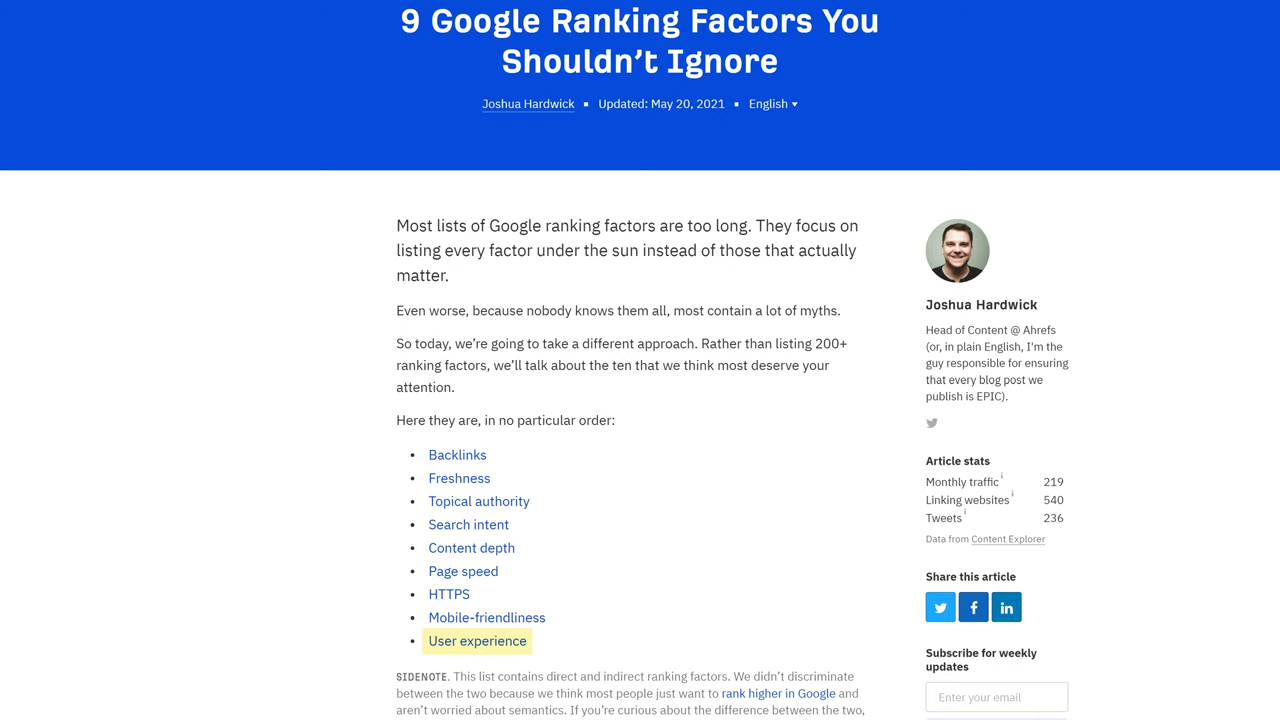 9 Google Ranking Factors You
Shouldn't Ignore
Joshua Hardwick ▪ Updated: May 20, 2021 ▪ English ▾
Most lists of Google ranking factors are too long. They focus on
listing every factor under the sun instead of those that actually
matter.
Even worse, because nobody knows them all, most contain a lot of myths.
So today, we're going to take a different approach. Rather than listing 200+
ranking factors, we'll talk about the ten that we think most deserve your
attention.
Here they are, in no particular order:
• Backlinks
• Freshness
• Topical authority
• Search intent
• Content depth
• Page speed
• HTTPS
• Mobile-friendliness
• User experience
SIDENOTE. This list contains direct and indirect ranking factors. We didn't discriminate
between the two because we think most people just want to rank higher in Google and
aren't worried about semantics. If you're curious about the difference between the two,
Joshua Hardwick
Head of Content @ Ahrefs
(or, in plain English, I'm the
guy responsible for ensuring
that every blog post we
publish is EPIC).
Article stats
Monthly traffic i 219
Linking websites i 540
Tweets i 236
Data from Content Explorer
Share this article
Subscribe for weekly
updates
Enter your email